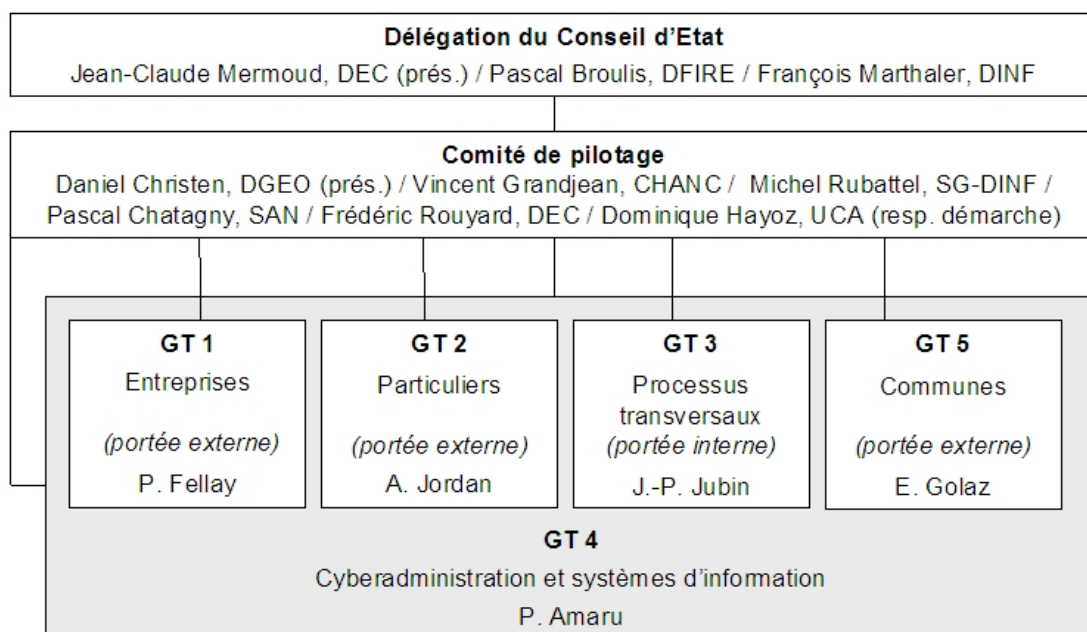 Délégation du Conseil d'Etat
Jean-Claude Mermoud, DEC (prés.) / Pascal Broulis, DFIRE / François Marthaler, DINF
Comité de pilotage
Daniel Christen, DGEO (prés.) / Vincent Grandjean, CHANC / Michel Rubattel, SG-DINF /
Pascal Chatagny, SAN / Frédéric Rouyard, DEC / Dominique Hayoz, UCA (resp. démarche)
GT 1
Entreprises
(portée externe)
P. Fellay
GT 2
Particuliers
(portée externe)
A. Jordan
GT 3
Processus
transversaux
(portée interne)
J.-P. Jubin
GT 5
Communes
(portée externe)
E. Golaz
GT 4
Cyberadministration et systèmes d'information
P. Amaru